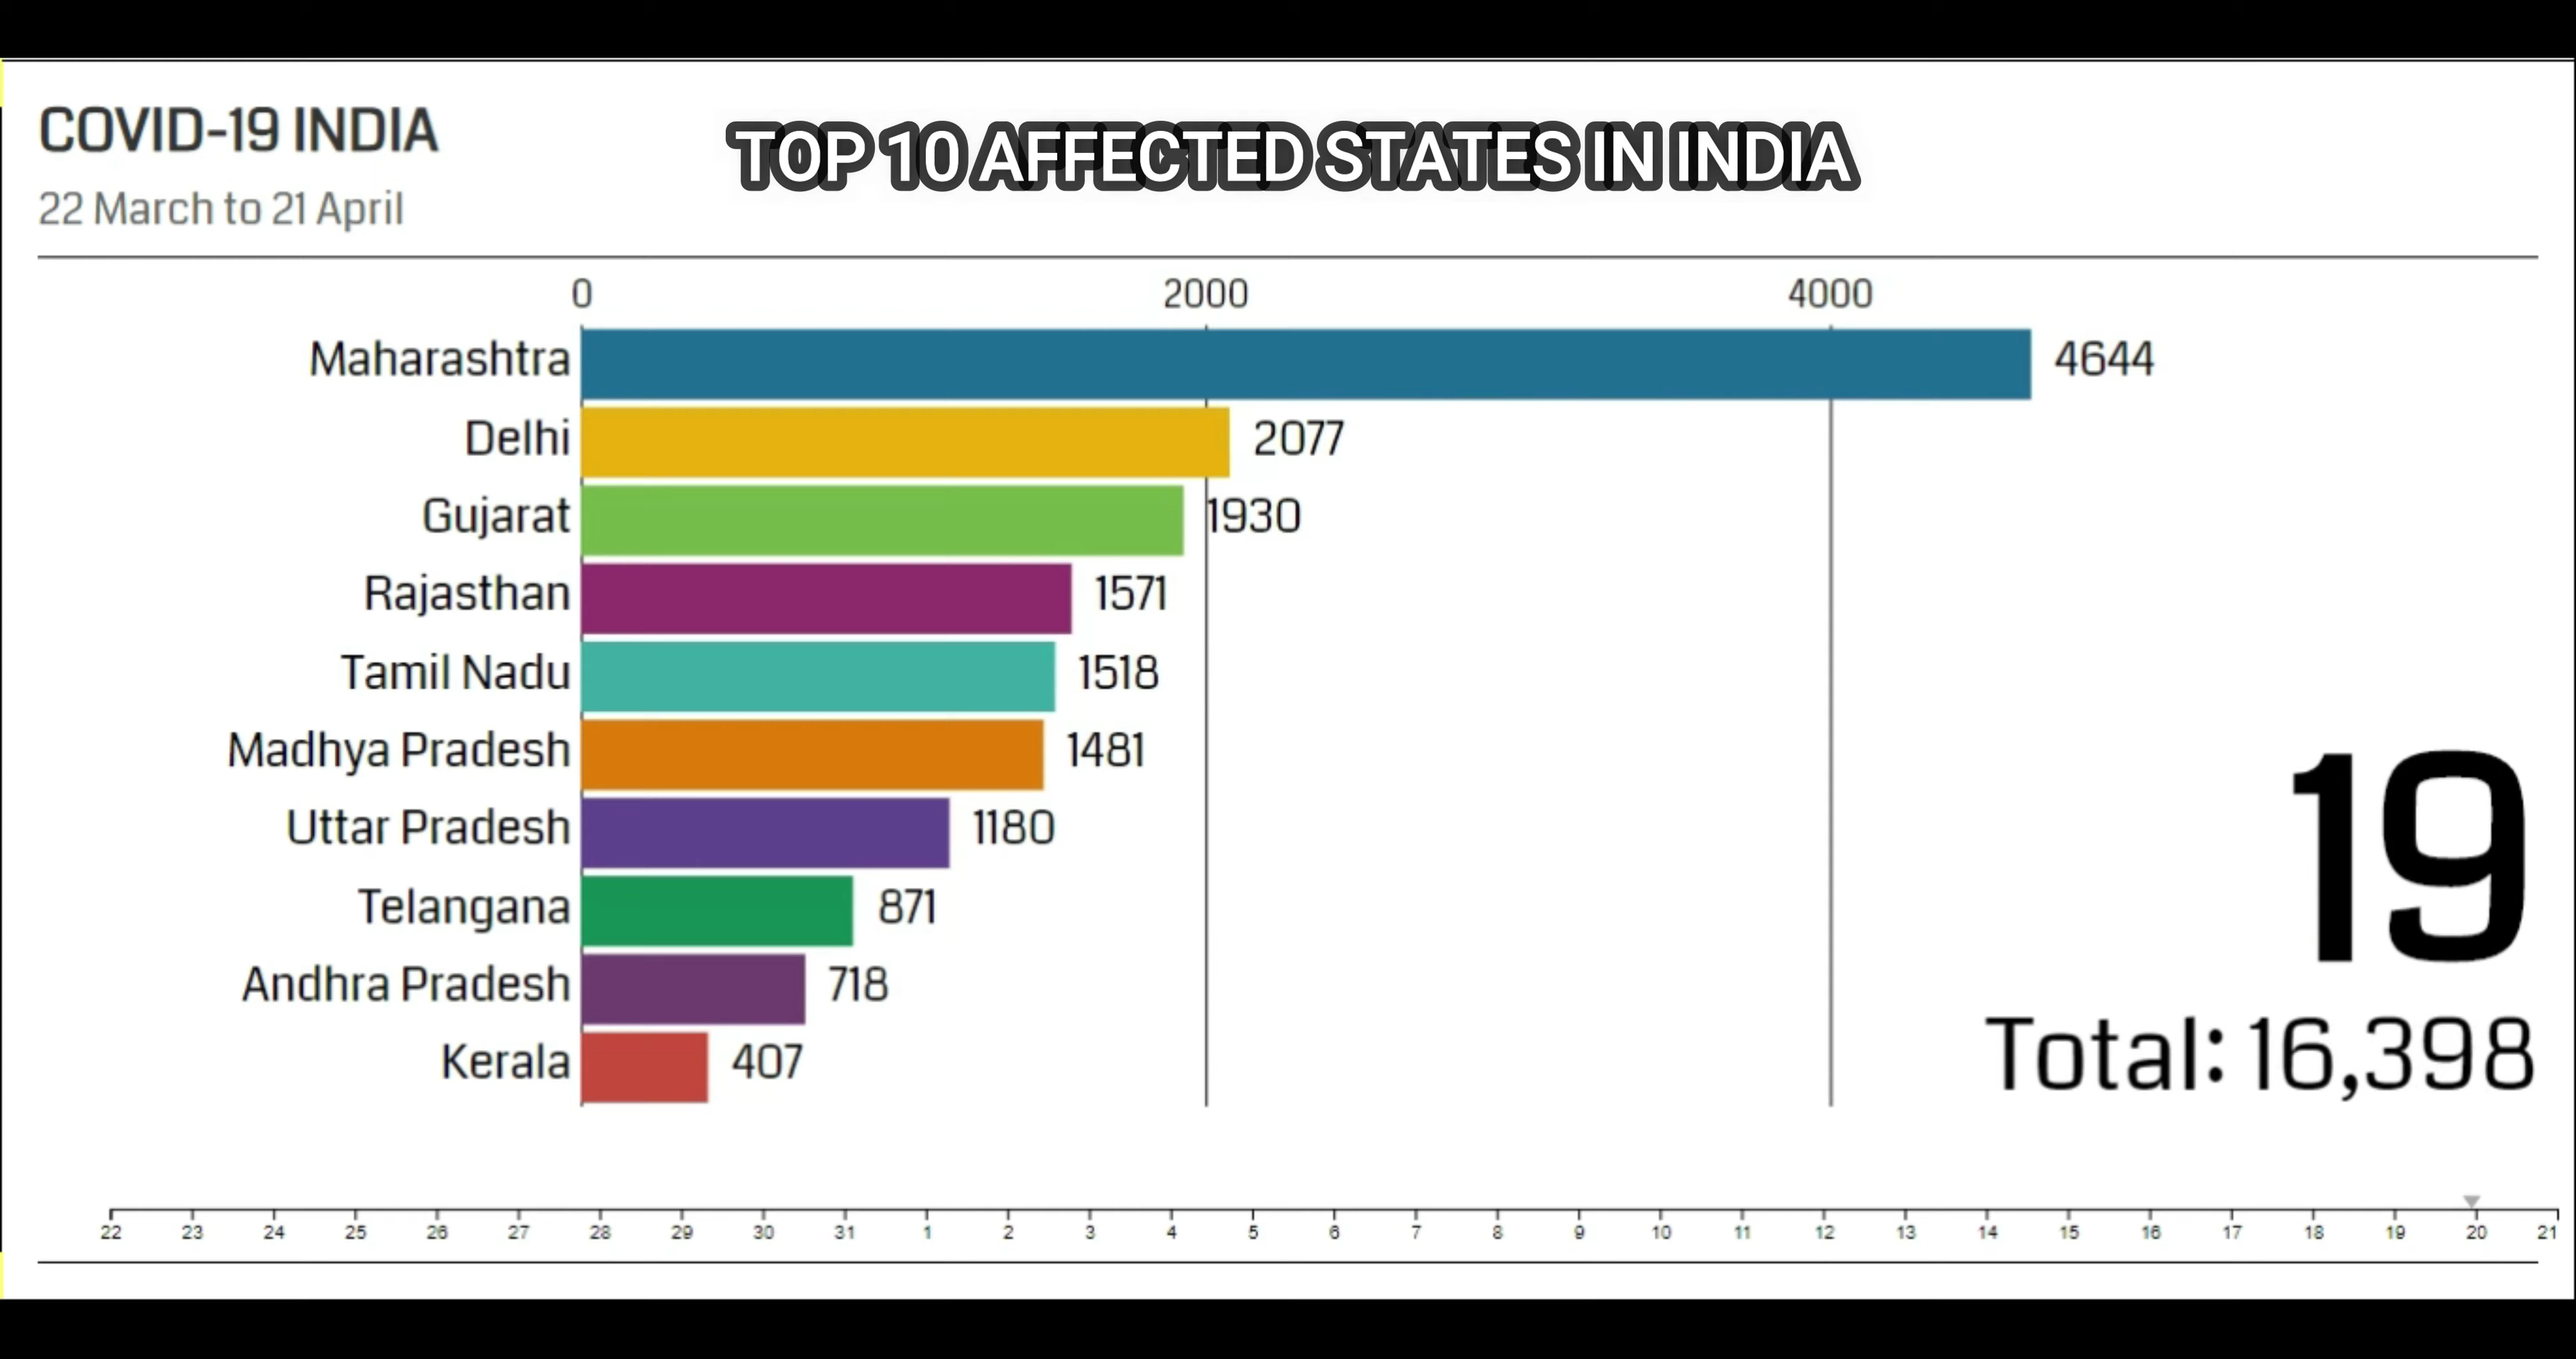 COVID-19 INDIA
TOP 10 AFFECTED STATES IN INDIA
22 March to 21 April
0 2000 4000
Maharashtra 4644
Delhi 2077
Gujarat 1930
Rajasthan 1571
Tamil Nadu 1518
Madhya Pradesh 1481
Uttar Pradesh 1180
Telangana 871
Andhra Pradesh 718
Kerala 407
19
Total: 16,398
22 23 24 25 26 27 28 29 30 31 1 2 3 4 5 6 7 8 9 10 11 12 13 14 15 16 17 18 19 20 21